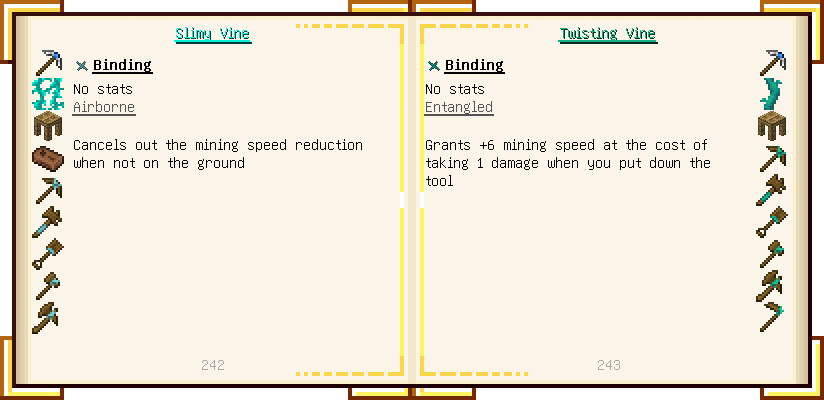 Slimy Vine
Binding
No stats
Airborne
Cancels out the mining speed reduction
when not on the ground
242
Twisting Vine
Binding
No stats
Entangled
Grants +6 mining speed at the cost of
taking 1 damage when you put down the
tool
243